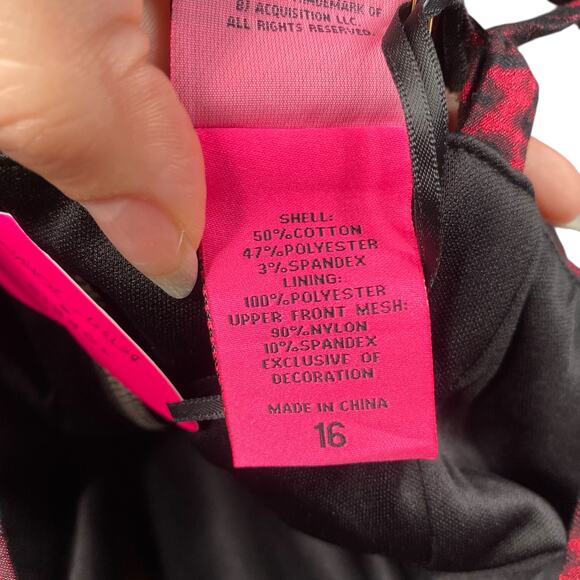 TRADEMARK OF
BJ ACQUISITION LLC.
ALL RIGHTS RESERVED.
SHELL:
50%COTTON
47%POLYESTER
3%SPANDEX
LINING:
100%POLYESTER
UPPER FRONT MESH:
90%NYLON
10%SPANDEX
EXCLUSIVE OF
DECORATION
MADE IN CHINA
16